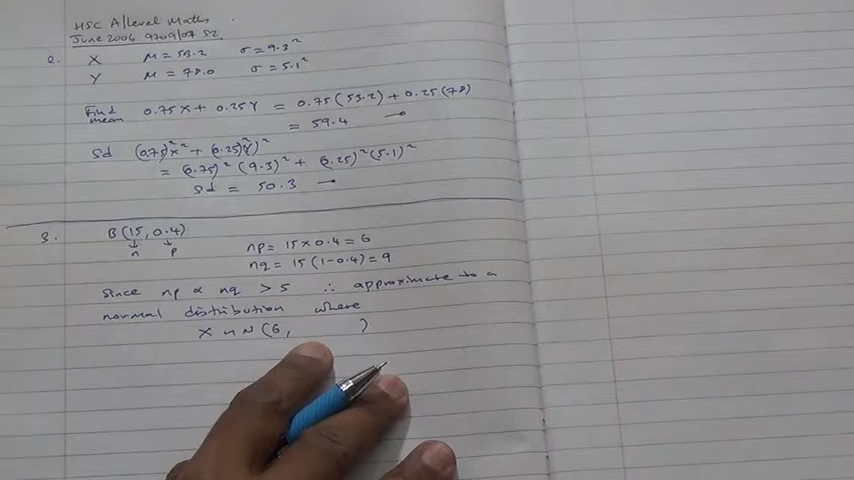 HSC A/level Maths
June 2006 9709/07 S2
2. X M = 53.2 σ = 9.3²
Y M = 78.0 σ = 5.1²
Find mean 0.75X + 0.25Y = 0.75(53.2) + 0.25(78)
= 59.4
Sd (0.75)²X² + (0.25)²(Y)²
= (0.75)²(9.3)² + (0.25)²(5.1)²
Sd = 50.3
3. B(15, 0.4)
n p
np = 15 × 0.4 = 6
nq = 15(1-0.4) = 9
Since np & nq > 5 ∴ approximate to a
normal distribution where
X ~ N(6, )